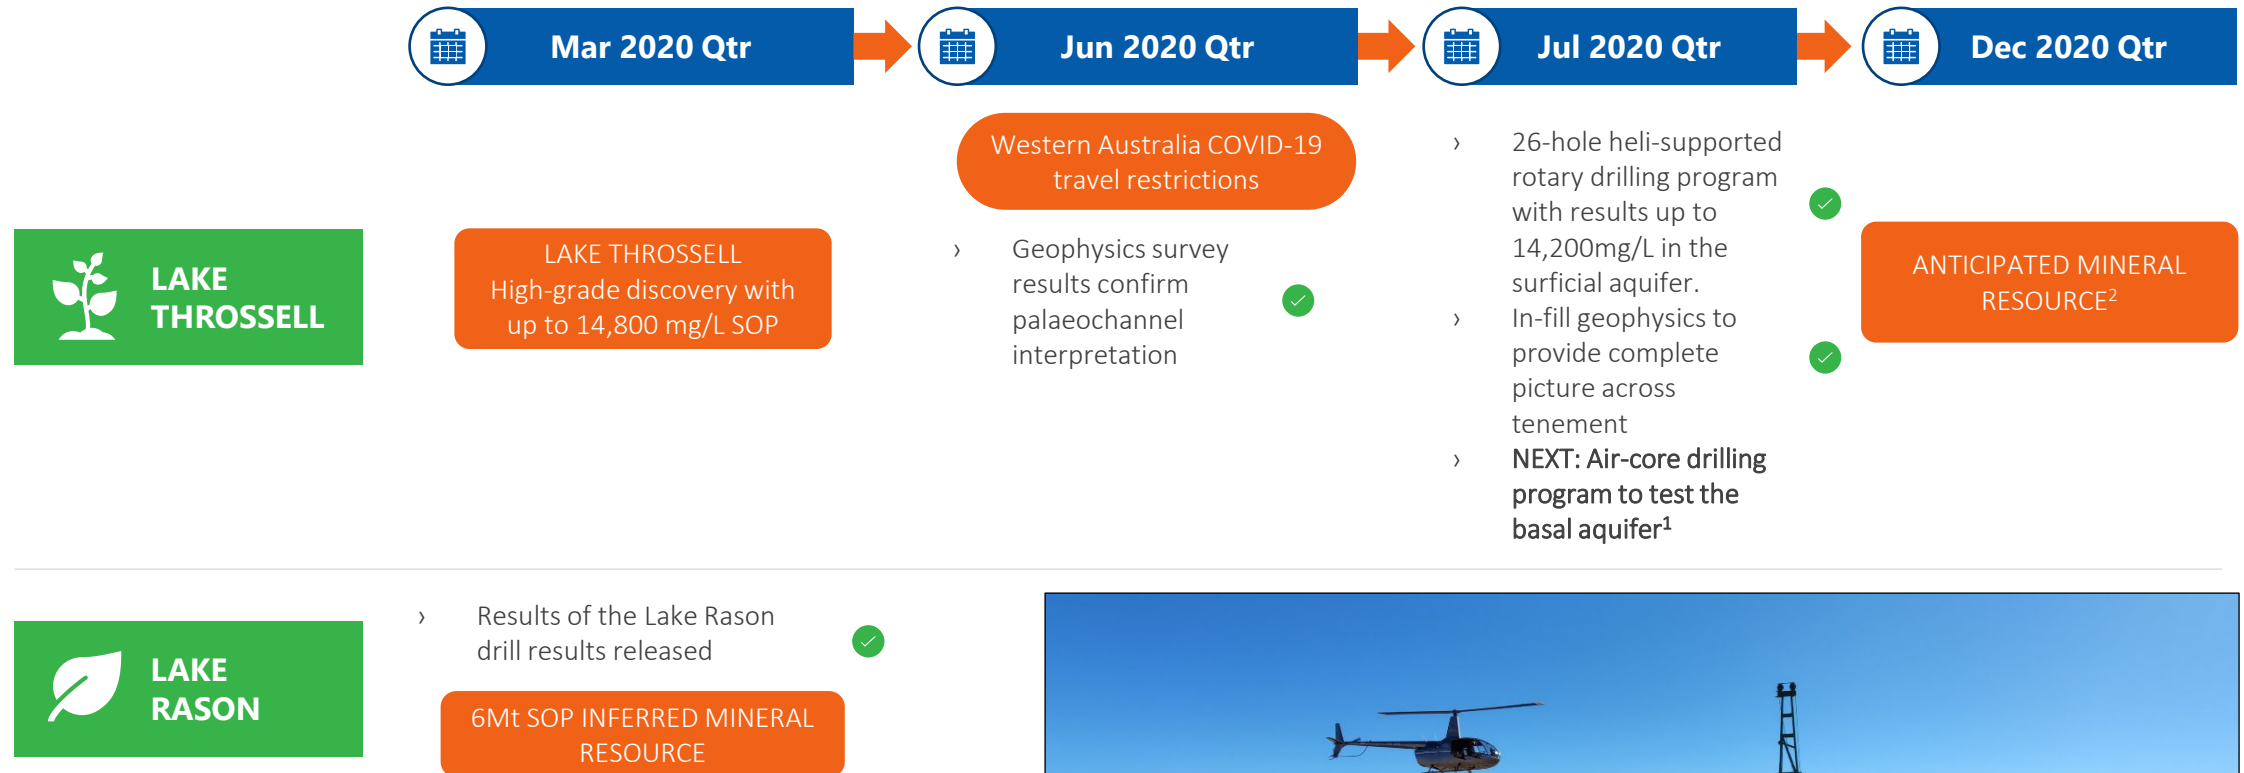 Mar 2020 Qtr
Jun 2020 Qtr
Jul 2020 Qtr
Dec 2020 Qtr
LAKE
THROSSELL
LAKE THROSSELL
High-grade discovery with
up to 14,800 mg/L SOP
Western Australia COVID-19
travel restrictions
› Geophysics survey
results confirm
palaeochannel
interpretation
› 26-hole heli-supported
rotary drilling program
with results up to
14,200mg/L in the
surficial aquifer.
› In-fill geophysics to
provide complete
picture across
tenement
› NEXT: Air-core drilling
program to test the
basal aquifer¹
ANTICIPATED MINERAL
RESOURCE²
LAKE
RASON
› Results of the Lake Rason
drill results released
6Mt SOP INFERRED MINERAL
RESOURCE